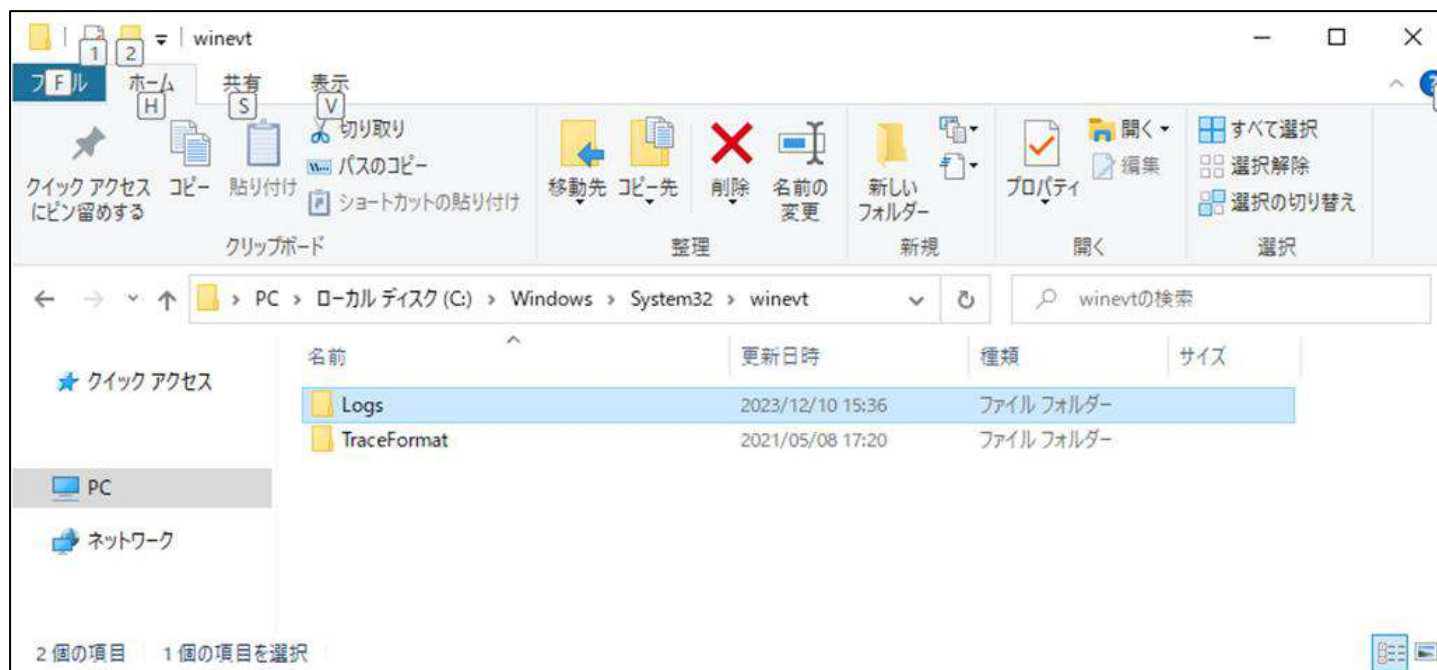 winevt
1
2
ファイル
ホーム
共有
表示
F
H
S
V
クイック アクセス
にピン留めする
コピー
貼り付け
切り取り
パスのコピー
ショートカットの貼り付け
移動先
コピー先
削除
名前の
変更
新しい
フォルダー
プロパティ
開く
編集
すべて選択
選択解除
選択の切り替え
クリップボード
整理
新規
開く
選択
PC › ローカル ディスク (C:) › Windows › System32 › winevt
winevtの検索
名前 更新日時 種類 サイズ
クイック アクセス
PC
ネットワーク
Logs 2023/12/10 15:36 ファイル フォルダー
TraceFormat 2021/05/08 17:20 ファイル フォルダー
2 個の項目 1 個の項目を選択